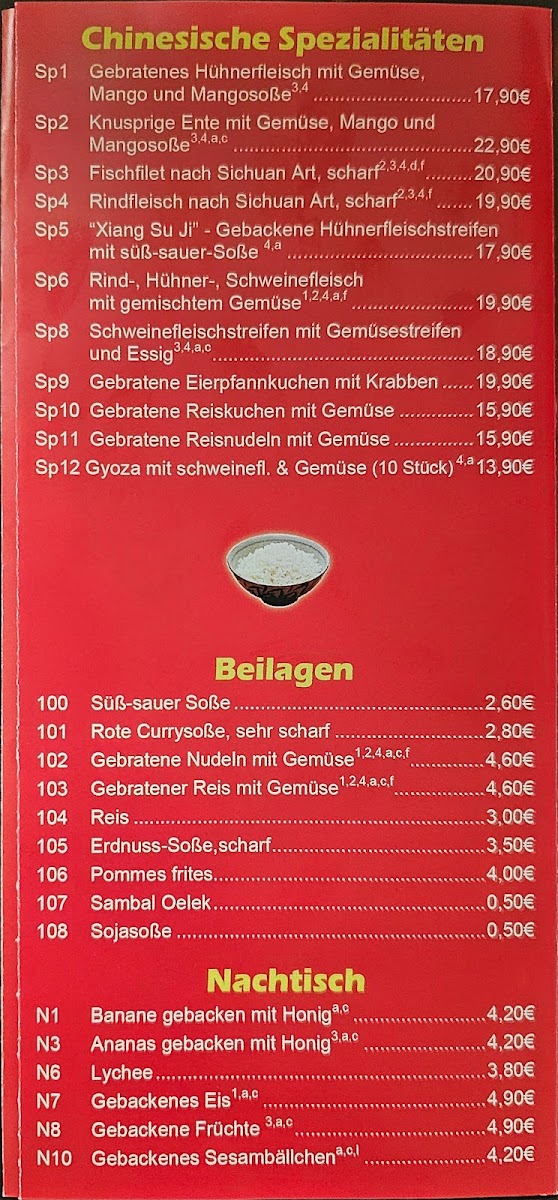 Chinesische Spezialitäten
Sp1 Gebratenes Hühnerfleisch mit Gemüse,
Mango und Mangosoße3,4 ............................ 17,90€
Sp2 Knusprige Ente mit Gemüse, Mango und
Mangosoße3,4,a,c .......................................... 22,90€
Sp3 Fischfilet nach Sichuan Art, scharf2,3,4,d,f ........ 20,90€
Sp4 Rindfleisch nach Sichuan Art, scharf2,3,4,f ....... 19,90€
Sp5 “Xiang Su Ji” - Gebackene Hühnerfleischstreifen
mit süß-sauer-Soße 4,a ................................. 17,90€
Sp6 Rind-, Hühner-, Schweinefleisch
mit gemischtem Gemüse1,2,4,a,f ..................... 19,90€
Sp8 Schweinefleischstreifen mit Gemüsestreifen
und Essig3,4,a,c............................................... 18,90€
Sp9 Gebratene Eierpfannkuchen mit Krabben ...... 19,90€
Sp10 Gebratene Reiskuchen mit Gemüse ............. 15,90€
Sp11 Gebratene Reisnudeln mit Gemüse .............. 15,90€
Sp12 Gyoza mit schweinefl. & Gemüse (10 Stück) 4,a 13,90€
Beilagen
100 Süß-sauer Soße ............................................. 2,60€
101 Rote Currysoße, sehr scharf ........................... 2,80€
102 Gebratene Nudeln mit Gemüse1,2,4,a,c,f............. 4,60€
103 Gebratener Reis mit Gemüse1,2,4,a,c,f................ 4,60€
104 Reis ............................................................... 3,00€
105 Erdnuss-Soße,scharf...................................... 3,50€
106 Pommes frites................................................. 4,00€
107 Sambal Oelek................................................. 0,50€
108 Sojasoße ....................................................... 0,50€
Nachtisch
N1 Banane gebacken mit Honiga,c ....................... 4,20€
N3 Ananas gebacken mit Honig3,a,c ..................... 4,20€
N6 Lychee........................................................... 3,80€
N7 Gebackenes Eis1,a,c ....................................... 4,90€
N8 Gebackene Früchte 3,a,c.................................. 4,90€
N10 Gebackenes Sesambällchena,c,l ..................... 4,20€